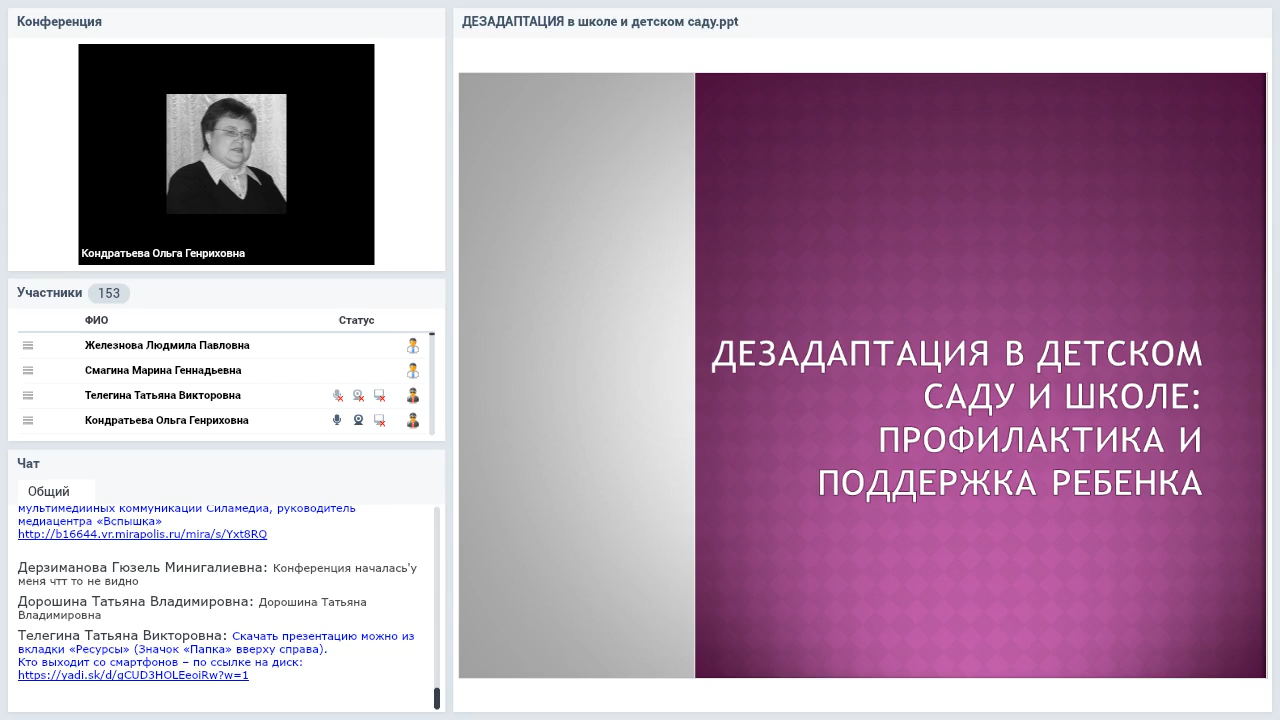 Конференция
Кондратьева Ольга Генриховна
Участники 153
ФИО Статус
Железнова Людмила Павловна
Смагина Марина Геннадьевна
Телегина Татьяна Викторовна
Кондратьева Ольга Генриховна
Чат
Общий
мультимедийных коммуникаций Силамедиа, руководитель
медиацентра «Вспышка»
http://b16644.vr.mirapolis.ru/mira/s/Yxt8RQ
Дерзиманова Гюзель Минигалиевна: Конференция началась'у
меня чтт то не видно
Дорошина Татьяна Владимировна: Дорошина Татьяна
Владимировна
Телегина Татьяна Викторовна: Скачать презентацию можно из
вкладки «Ресурсы» (Значок «Папка» вверху справа).
Кто выходит со смартфонов – по ссылке на диск:
https://yadi.sk/d/gCUD3HOLEeoiRw?w=1
ДЕЗАДАПТАЦИЯ в школе и детском саду.ppt
ДЕЗАДАПТАЦИЯ В ДЕТСКОМ
САДУ И ШКОЛЕ:
ПРОФИЛАКТИКА И
ПОДДЕРЖКА РЕБЕНКА